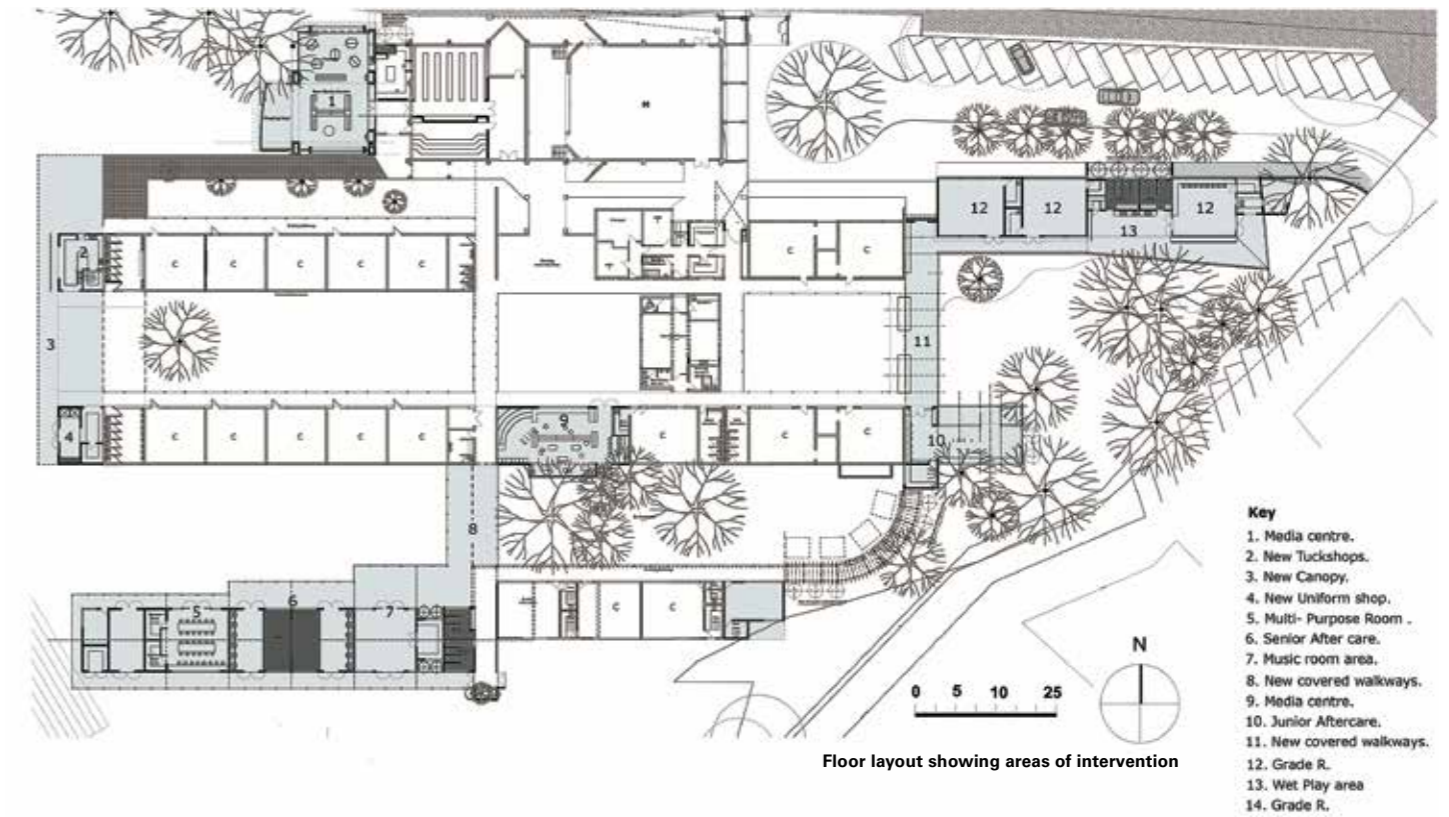 1
12
12
12
13
2
C
C
C
C
C
C
C
3
11
4
C
C
C
C
C
9
C
C
C
10
8
5
6
7
C
C
N
0 5 10 25
Floor layout showing areas of intervention
Key
1. Media centre.
2. New Tuckshops.
3. New Canopy.
4. New Uniform shop.
5. Multi- Purpose Room .
6. Senior After care.
7. Music room area.
8. New covered walkways.
9. Media centre.
10. Junior Aftercare.
11. New covered walkways.
12. Grade R.
13. Wet Play area
14. Grade R.